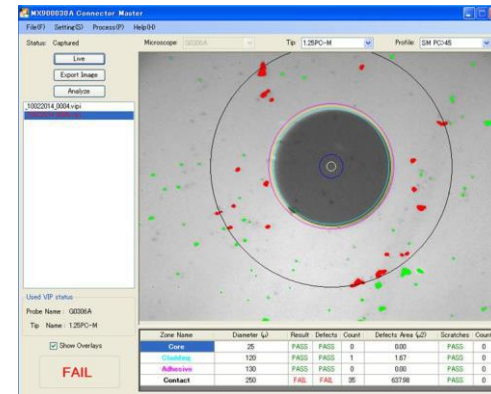 MX900030A Connector Master
File(F) Setting(S) Process(P) Help(H)
Status: Captured
Microscope: G0306A
Tip: 1.25PC-M
Profile: SM PC>45
Live
Export Image
Analyze
_10022014_0004.vipi
Used VIP status
Probe Name : G0306A
Tip Name : 1.25PC-M
Show Overlays
FAIL
Zone Name Diameter (μ) Result Defects Count Defects Area (μ2) Scratches Count
Core 25 PASS PASS 0 0.00 PASS 0
Cladding 120 PASS PASS 1 1.67 PASS 0
Adhesive 130 PASS PASS 0 0.00 PASS 0
Contact 250 FAIL FAIL 35 637.98 PASS 0